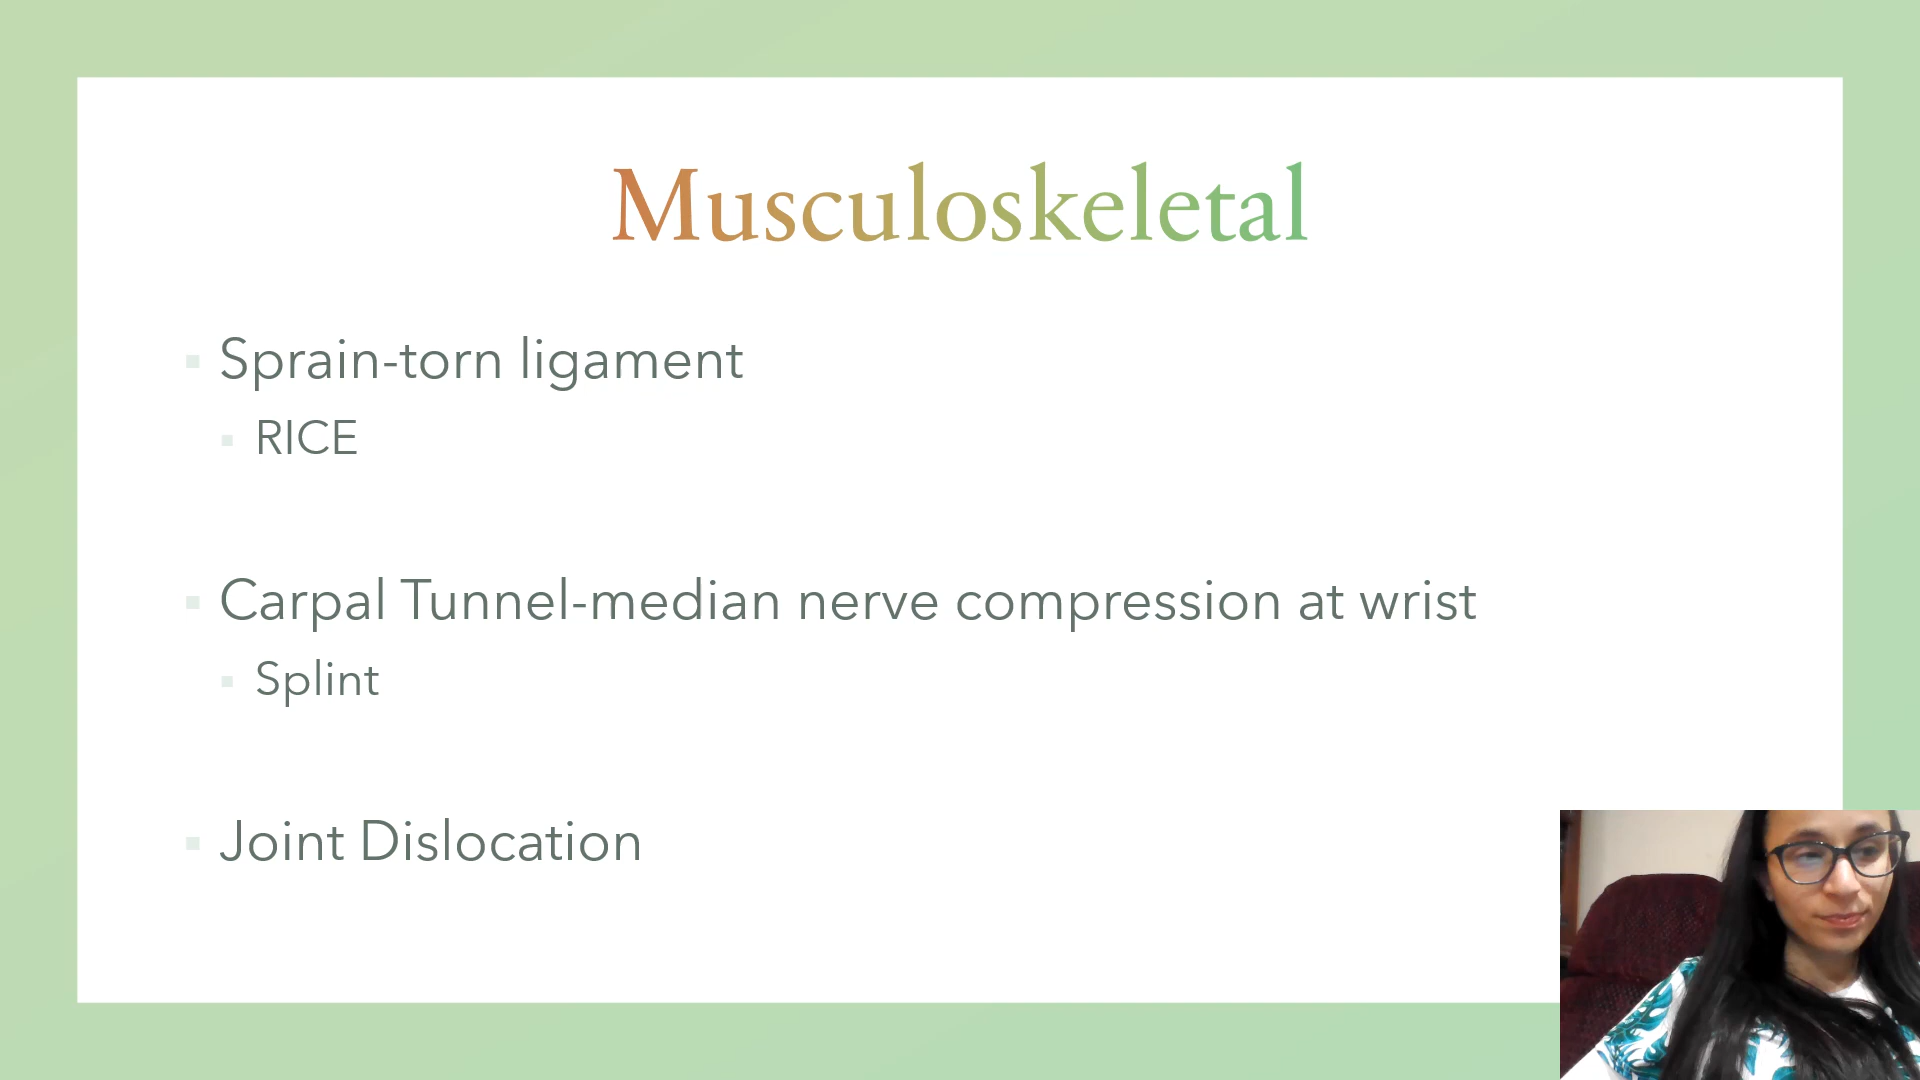 Musculoskeletal
Sprain-torn ligament
RICE
Carpal Tunnel-median nerve compression at wrist
Splint
Joint Dislocation